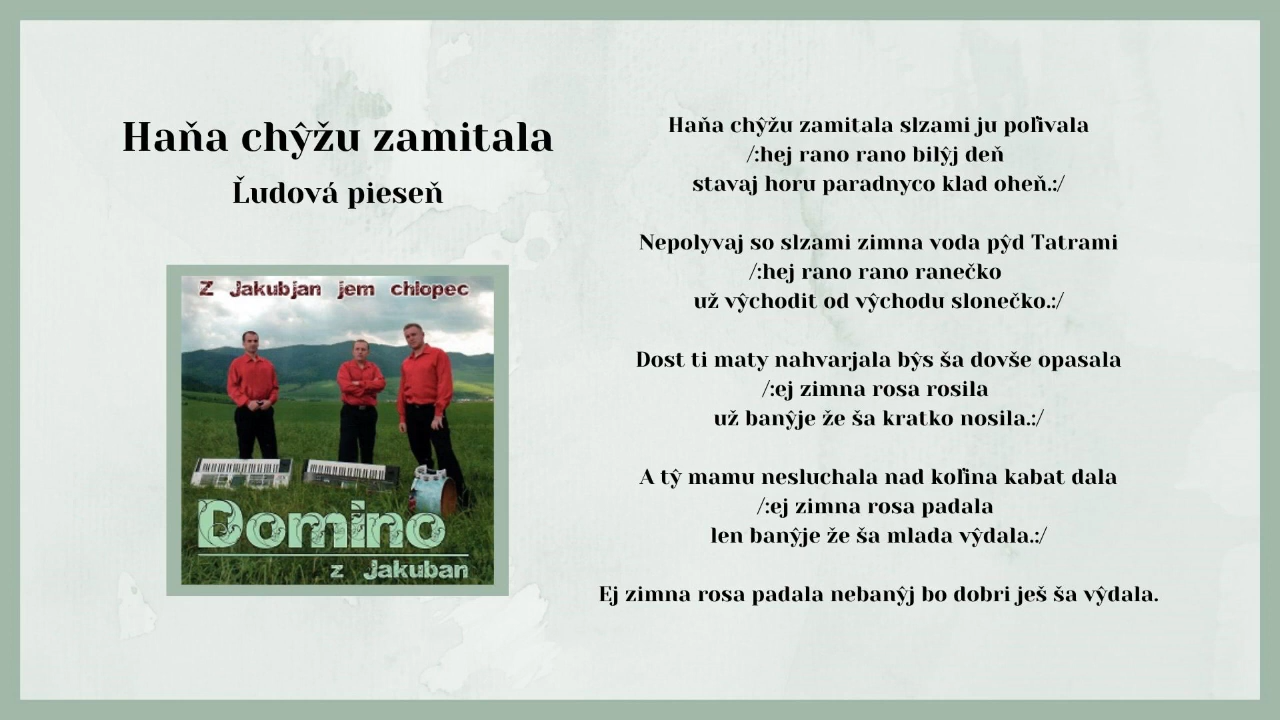 Haňa chŷžu zamitala
Ľudová pieseň
Z Jakubjan jem chlopec
Domino
z Jakuban
Haňa chŷžu zamitala slzami ju poľivala
/:hej rano rano bilŷj deň
stavaj horu paradnyco klad oheň.:/
Nepolyvaj so slzami zimna voda pŷd Tatrami
/:hej rano rano ranečko
už vŷchodit od vŷchodu slonečko.:/
Dost ti maty nahvarjala bŷs ša dovše opasala
/:ej zimna rosa rosila
už banŷje že ša kratko nosila.:/
A tŷ mamu nesluchala nad koľina kabat dala
/:ej zimna rosa padala
len banŷje že ša mlada vŷdala.:/
Ej zimna rosa padala nebanŷj bo dobri ješ ša vŷdala.